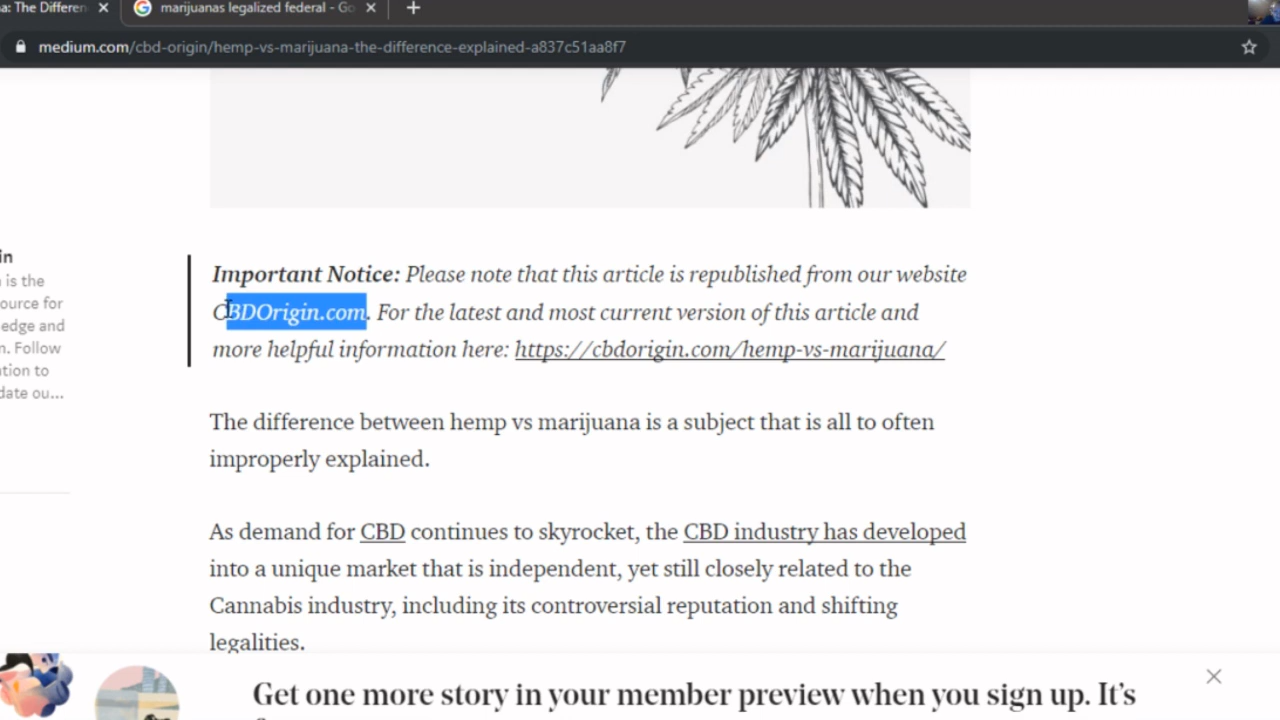 a: The Differen
marijuanas legalized federal - Go
medium.com/cbd-origin/hemp-vs-marijuana-the-difference-explained-a837c51aa8f7
in
is the
ource for
edge and
n. Follow
ition to
date ou...
Important Notice: Please note that this article is republished from our website
CBDOrigin.com. For the latest and most current version of this article and
more helpful information here: https://cbdorigin.com/hemp-vs-marijuana/
The difference between hemp vs marijuana is a subject that is all to often
improperly explained.
As demand for CBD continues to skyrocket, the CBD industry has developed
into a unique market that is independent, yet still closely related to the
Cannabis industry, including its controversial reputation and shifting
legalities.
Get one more story in your member preview when you sign up. It’s